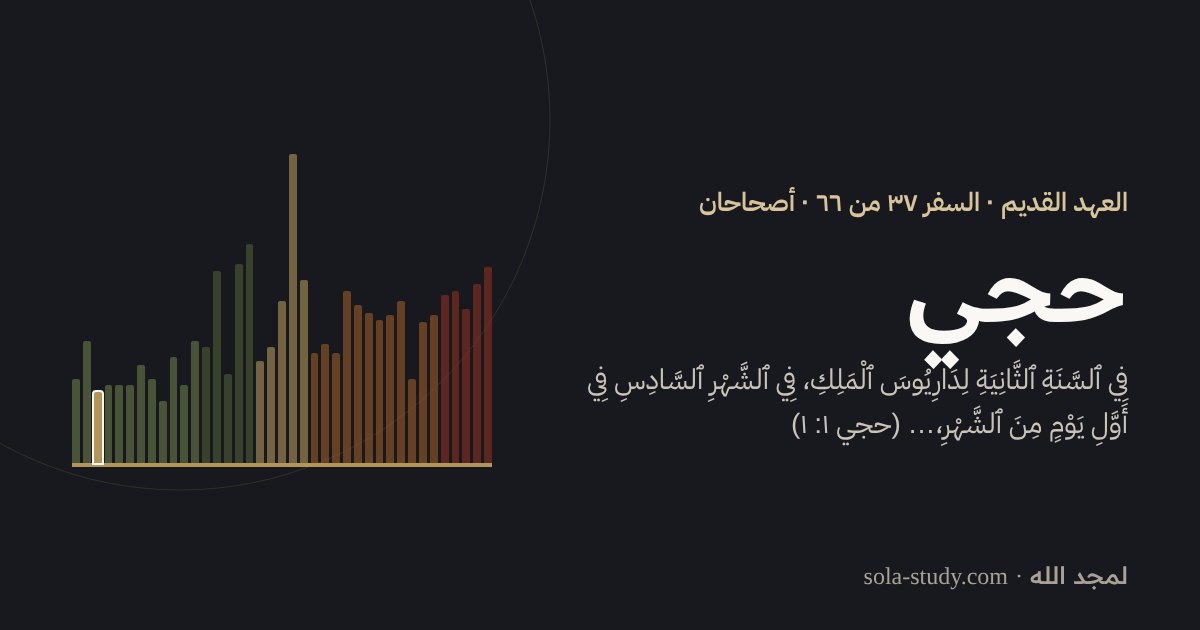 العهد القديم · السفر ٣٧ من ٦٦ · أصحاحان
حجي
فِي ٱلسَّنَةِ ٱلثَّانِيَةِ لِدَارِيُوسَ ٱلْمَلِكِ، فِي ٱلشَّهْرِ ٱلسَّادِسِ فِي
أَوَّلِ يَوْمٍ مِنَ ٱلشَّهْرِ،… (حجي ١: ١)
لمجد الله · sola-study.com